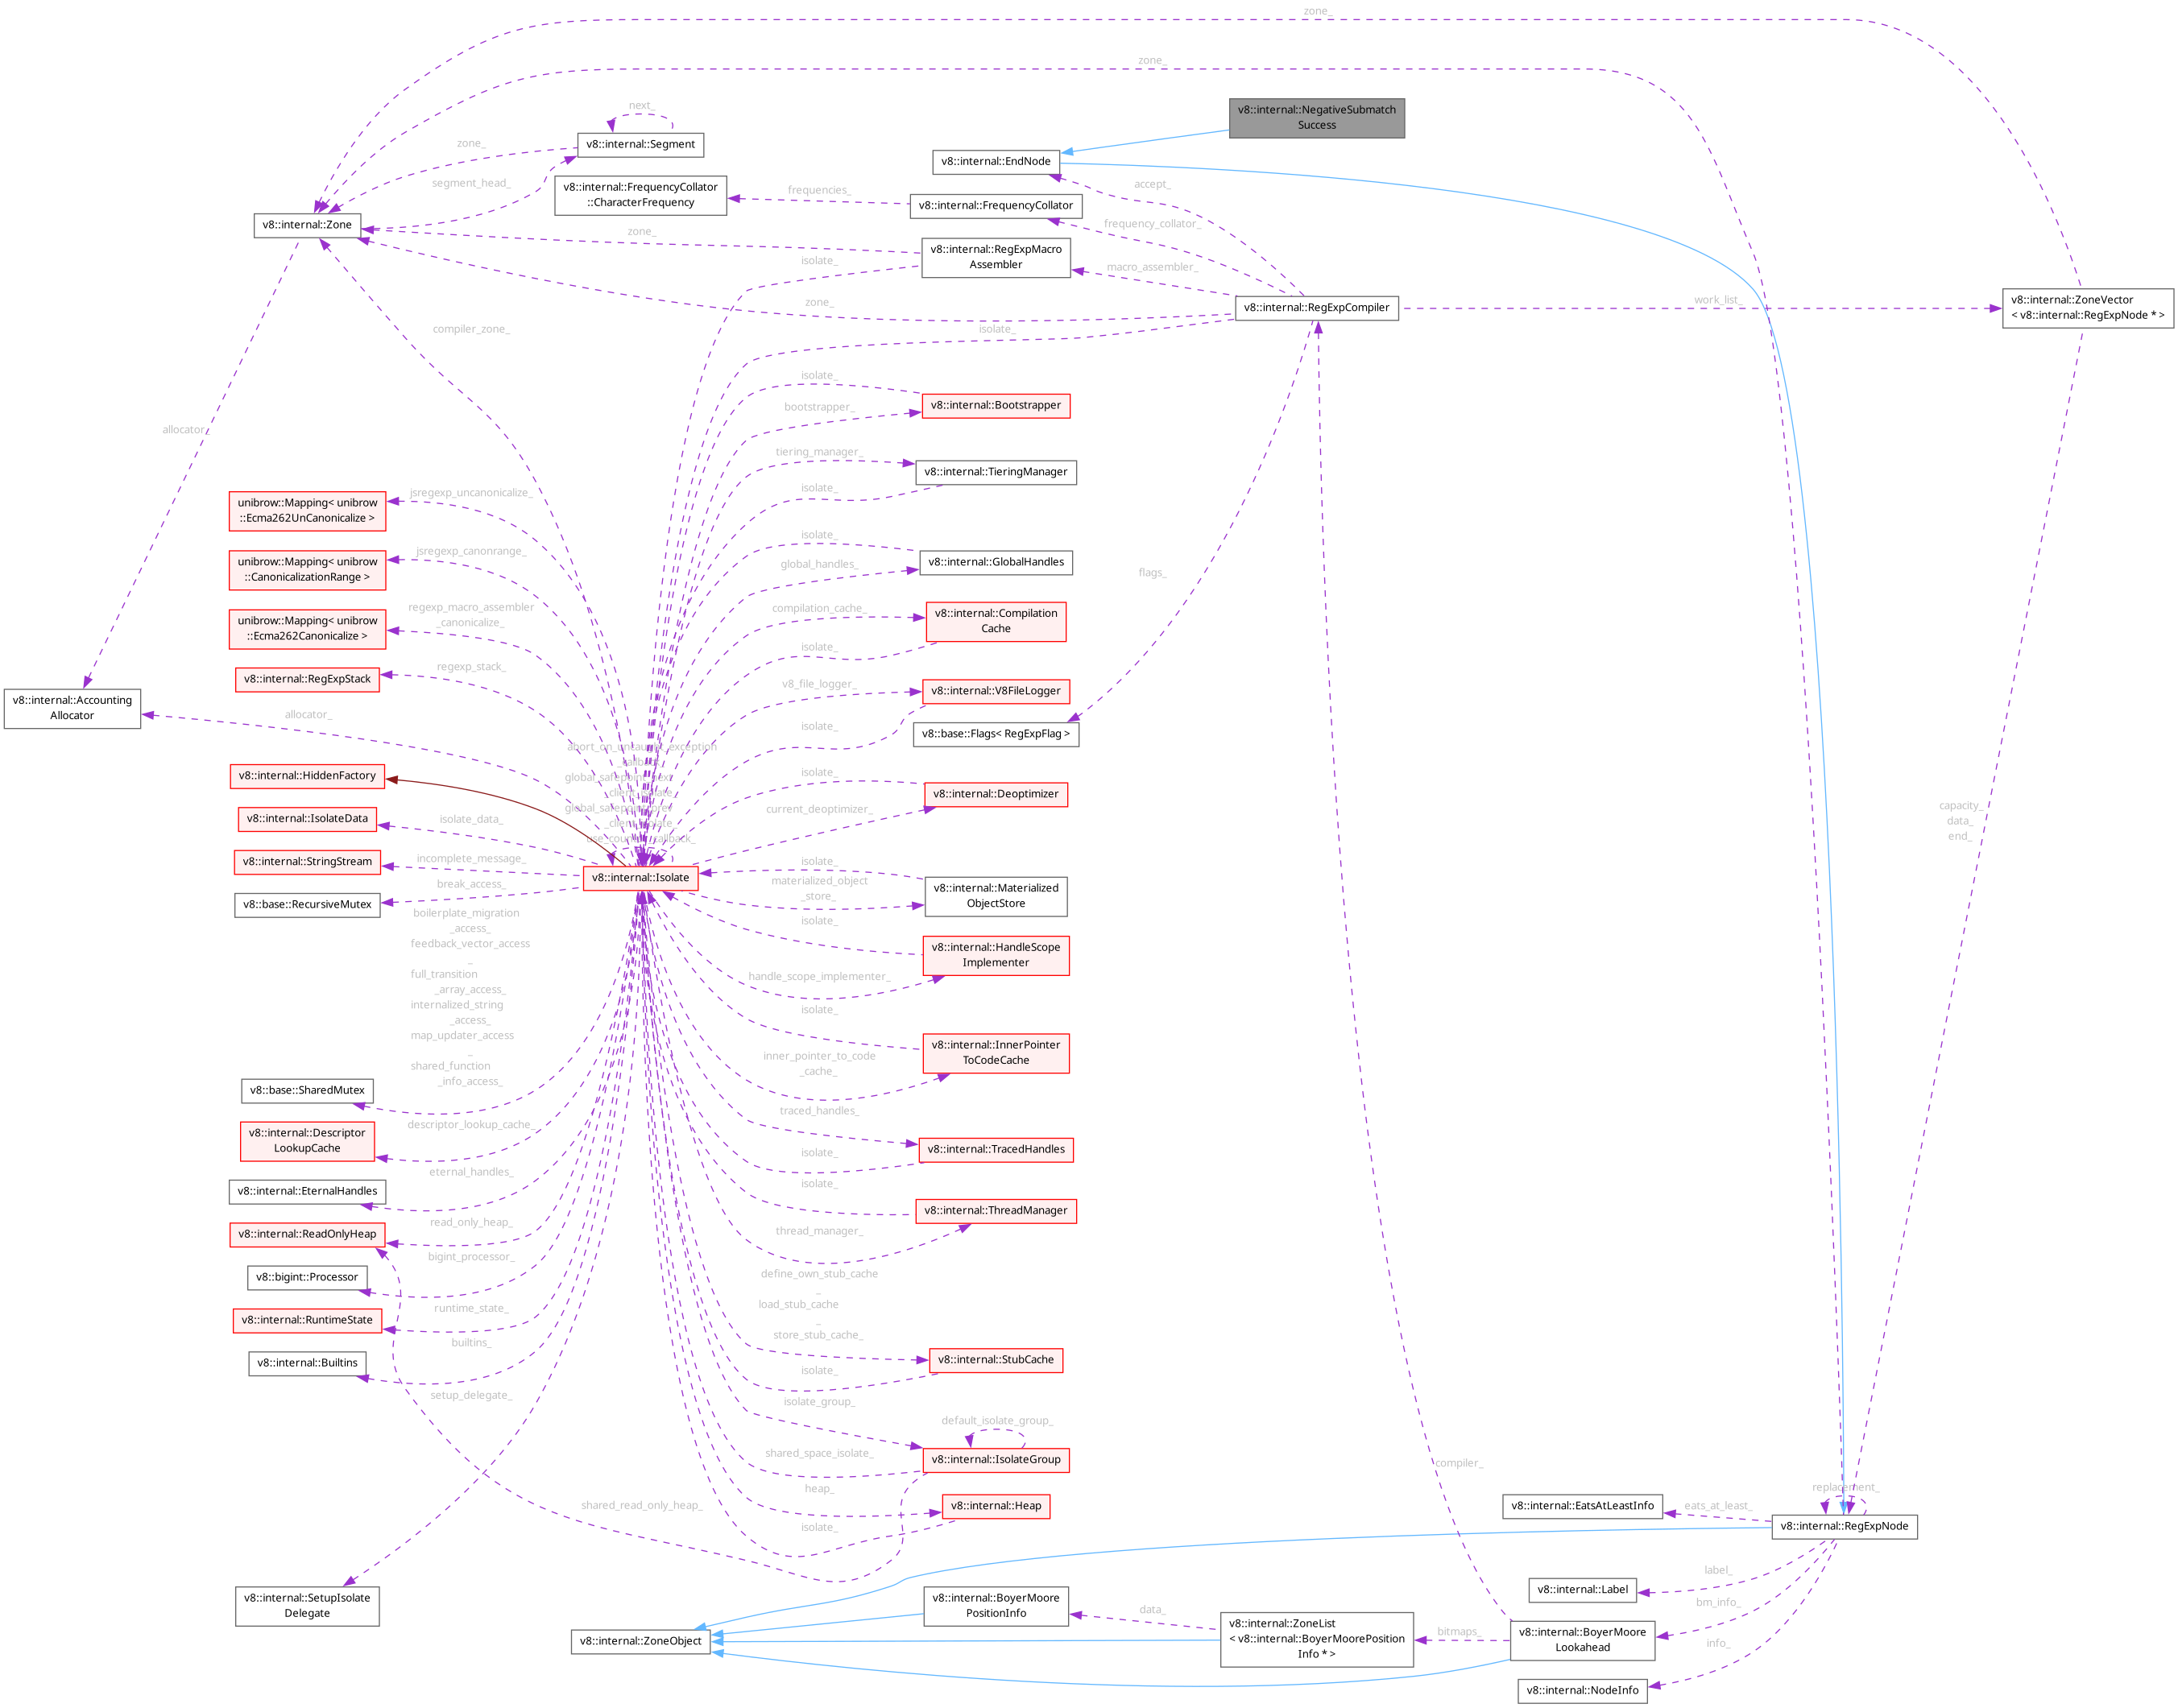 zone_
zone_
v8::internal::NegativeSubmatch
Success
next_
v8::internal::Segment
zone_
segment_head_
v8::internal::EndNode
accept_
v8::internal::FrequencyCollator
::CharacterFrequency
frequencies_
v8::internal::FrequencyCollator
frequency_collator_
v8::internal::Zone
zone_
v8::internal::RegExpMacro
Assembler
macro_assembler_
isolate_
zone_
v8::internal::RegExpCompiler
work_list_
v8::internal::ZoneVector
< v8::internal::RegExpNode * >
compiler_zone_
isolate_
isolate_
v8::internal::Bootstrapper
bootstrapper_
allocator_
tiering_manager_
v8::internal::TieringManager
isolate_
unibrow::Mapping< unibrow
::Ecma262UnCanonicalize >
jsregexp_uncanonicalize_
isolate_
v8::internal::GlobalHandles
global_handles_
flags_
unibrow::Mapping< unibrow
::CanonicalizationRange >
jsregexp_canonrange_
compilation_cache_
v8::internal::Compilation
Cache
isolate_
unibrow::Mapping< unibrow
::Ecma262Canonicalize >
regexp_macro_assembler
_canonicalize_
v8::internal::RegExpStack
regexp_stack_
v8_file_logger_
v8::internal::V8FileLogger
isolate_
v8::internal::Accounting
Allocator
allocator_
v8::base::Flags< RegExpFlag >
abort_on_uncaught_exception
_callback_
global_safepoint_next
_client_isolate_
global_safepoint_prev
_client_isolate_
use_counter_callback_
v8::internal::HiddenFactory
isolate_
v8::internal::Deoptimizer
current_deoptimizer_
capacity_
data_
end_
v8::internal::IsolateData
isolate_data_
v8::internal::StringStream
incomplete_message_
v8::internal::Isolate
isolate_
v8::internal::Materialized
ObjectStore
materialized_object
_store_
v8::base::RecursiveMutex
break_access_
boilerplate_migration
_access_
feedback_vector_access
_
full_transition
_array_access_
internalized_string
_access_
map_updater_access
_
shared_function
_info_access_
isolate_
v8::internal::HandleScope
Implementer
handle_scope_implementer_
isolate_
v8::internal::InnerPointer
ToCodeCache
inner_pointer_to_code
_cache_
v8::base::SharedMutex
v8::internal::Descriptor
LookupCache
descriptor_lookup_cache_
traced_handles_
v8::internal::TracedHandles
isolate_
v8::internal::EternalHandles
eternal_handles_
isolate_
v8::internal::ThreadManager
thread_manager_
v8::internal::ReadOnlyHeap
read_only_heap_
v8::bigint::Processor
bigint_processor_
define_own_stub_cache
_
load_stub_cache
_
store_stub_cache_
v8::internal::RuntimeState
runtime_state_
v8::internal::Builtins
builtins_
v8::internal::StubCache
isolate_
setup_delegate_
isolate_group_
default_isolate_group_
v8::internal::IsolateGroup
shared_space_isolate_
compiler_
heap_
v8::internal::Heap
isolate_
shared_read_only_heap_
v8::internal::EatsAtLeastInfo
eats_at_least_
replacement_
v8::internal::RegExpNode
v8::internal::SetupIsolate
Delegate
v8::internal::Label
label_
v8::internal::BoyerMoore
PositionInfo
data_
v8::internal::ZoneList
< v8::internal::BoyerMoorePosition
Info * >
bitmaps_
v8::internal::BoyerMoore
Lookahead
bm_info_
v8::internal::ZoneObject
v8::internal::NodeInfo
info_